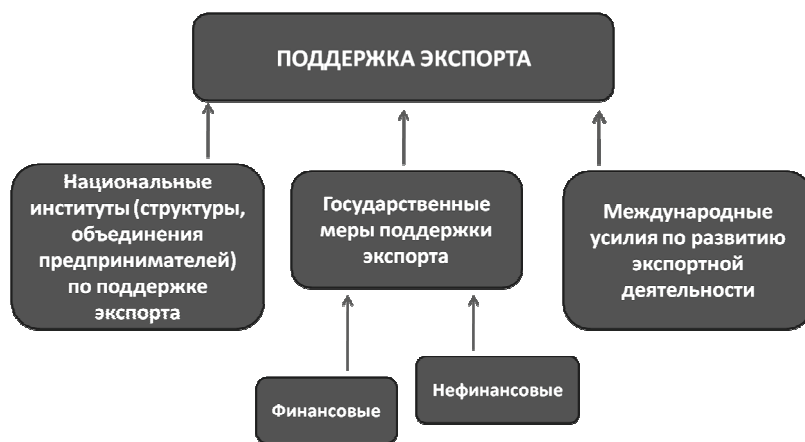 ПОДДЕРЖКА ЭКСПОРТА
Национальные
институты (структуры,
объединения
предпринимателей)
по поддержке
экспорта
Государственные
меры поддержки
экспорта
Международные
усилия по развитию
экспортной
деятельности
Финансовые
Нефинансовые